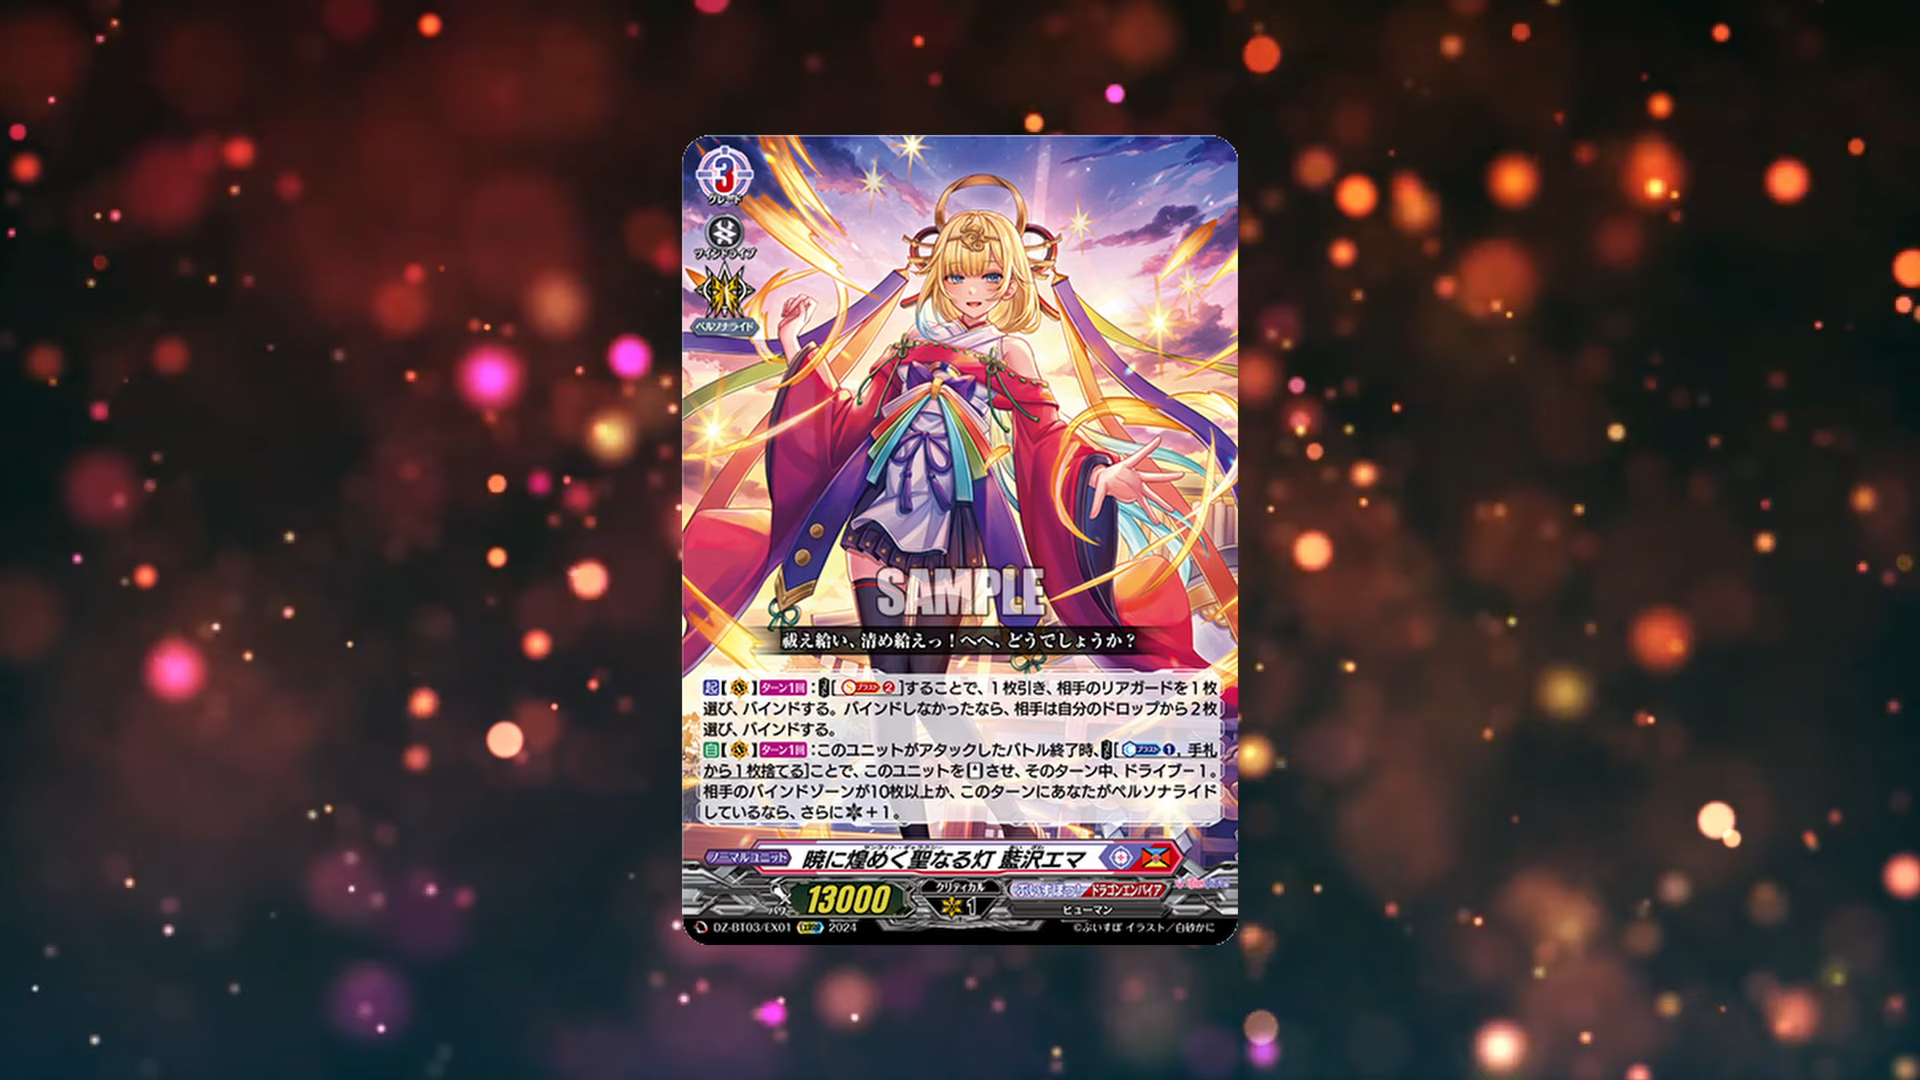 3
グレード
ツインドライブ
ペルソナライド
SAMPLE
祓え給い、清め給えっ!へへ、どうでしょうか?
起【】ターン1回:[ブラスト2]することで、1枚引き、相手のリアガードを1枚
選び、バインドする。バインドしなかったなら、相手は自分のドロップから2枚
選び、バインドする。
自【】ターン1回:このユニットがアタックしたバトル終了時、[ブラスト1, 手札
から1枚捨てる]ことで、このユニットを させ、そのターン中、ドライブ-1。
相手のバインドゾーンが10枚以上か、このターンにあなたがペルソナライド
しているなら、さらに +1。
ノーマルユニット 暁に煌めく聖なる灯 藍沢エマ
パワー 13000 クリティカル 1 ぶいすぽっ! ドラゴンエンパイア
ヒューマン
DZ-BT03/EX01 2024 ©ぶいすぽ イラスト/白砂かに